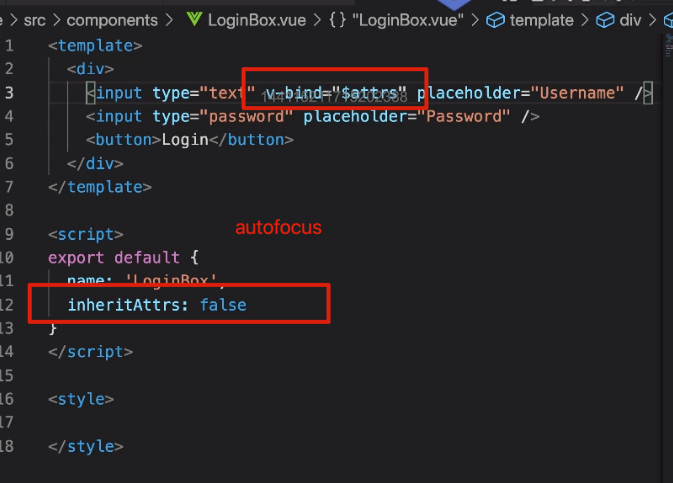 src > components > LoginBox.vue > {} "LoginBox.vue" > template > div >
1 <template>
2 <div>
3 <input type="text" v-bind="$attrs" placeholder="Username" />
4 <input type="password" placeholder="Password" />
5 <button>Login</button>
6 </div>
7 </template>
8
9 <script>
autofocus
10 export default {
11 name: 'LoginBox',
12 inheritAttrs: false
13 }
14 </script>
15
16 <style>
17
18 </style>